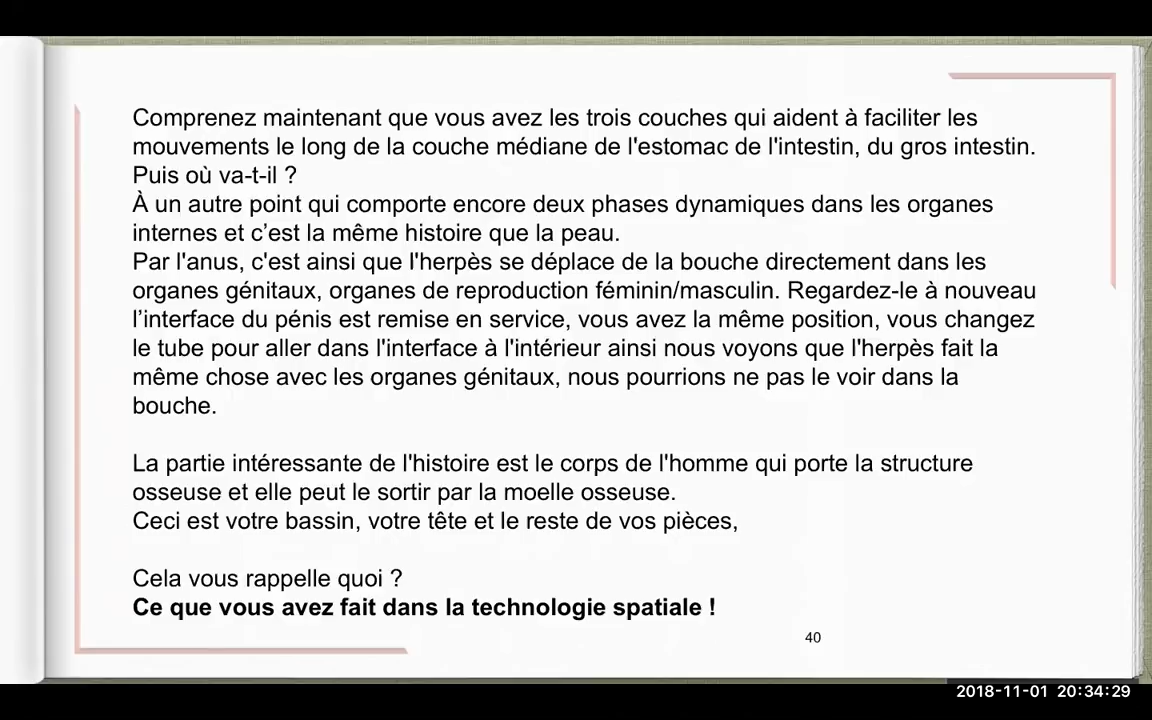 Comprenez maintenant que vous avez les trois couches qui aident à faciliter les
mouvements le long de la couche médiane de l'estomac de l'intestin, du gros intestin.
Puis où va-t-il ?
À un autre point qui comporte encore deux phases dynamiques dans les organes
internes et c’est la même histoire que la peau.
Par l'anus, c'est ainsi que l'herpès se déplace de la bouche directement dans les
organes génitaux, organes de reproduction féminin/masculin. Regardez-le à nouveau
l’interface du pénis est remise en service, vous avez la même position, vous changez
le tube pour aller dans l'interface à l'intérieur ainsi nous voyons que l'herpès fait la
même chose avec les organes génitaux, nous pourrions ne pas le voir dans la
bouche.
La partie intéressante de l'histoire est le corps de l'homme qui porte la structure
osseuse et elle peut le sortir par la moelle osseuse.
Ceci est votre bassin, votre tête et le reste de vos pièces,
Cela vous rappelle quoi ?
Ce que vous avez fait dans la technologie spatiale !
40
2018-11-01 20:34:29